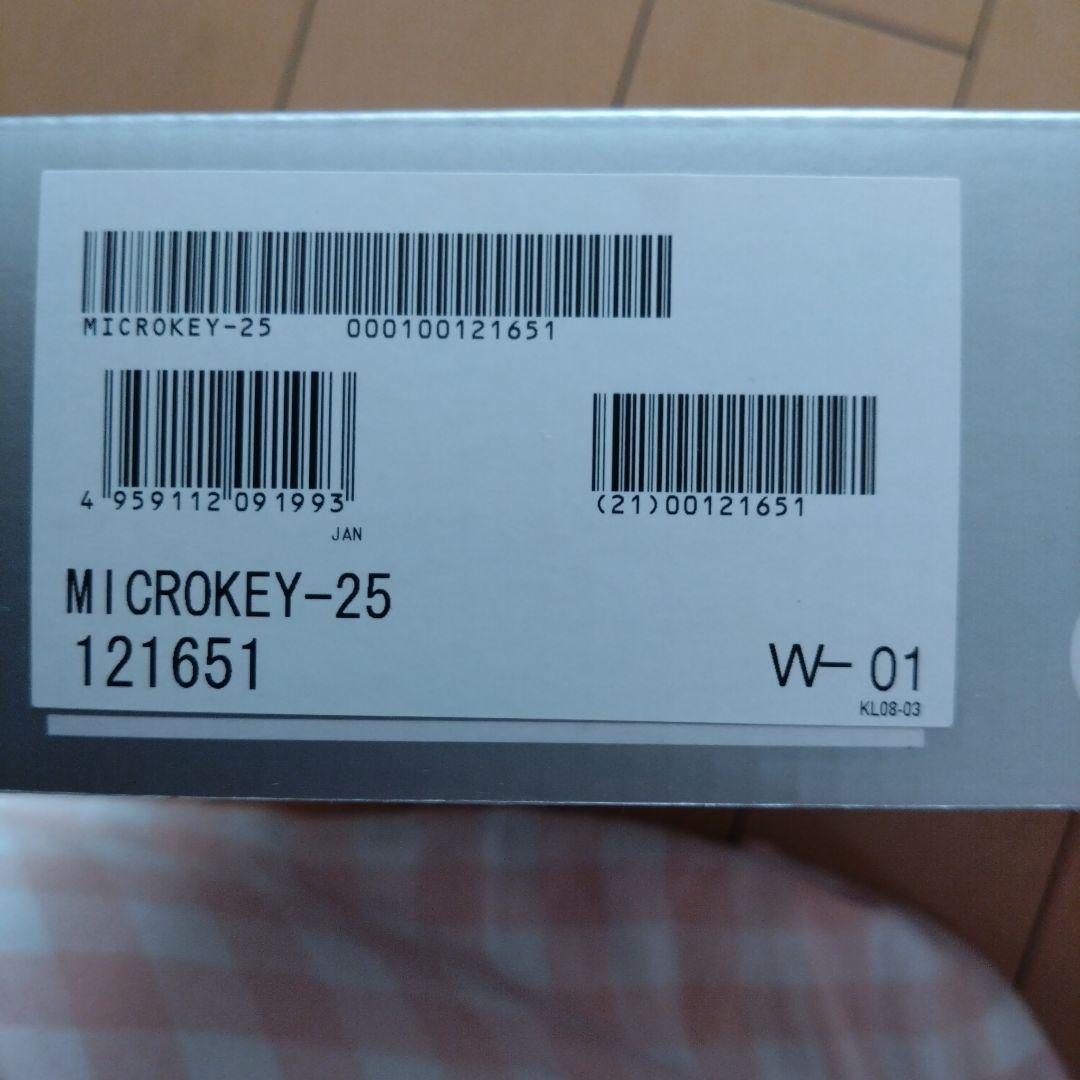 MICROKEY-25 000100121651
4 959112 091993
JAN
(21)00121651
MICROKEY-25
121651
W- 01
KL08-03